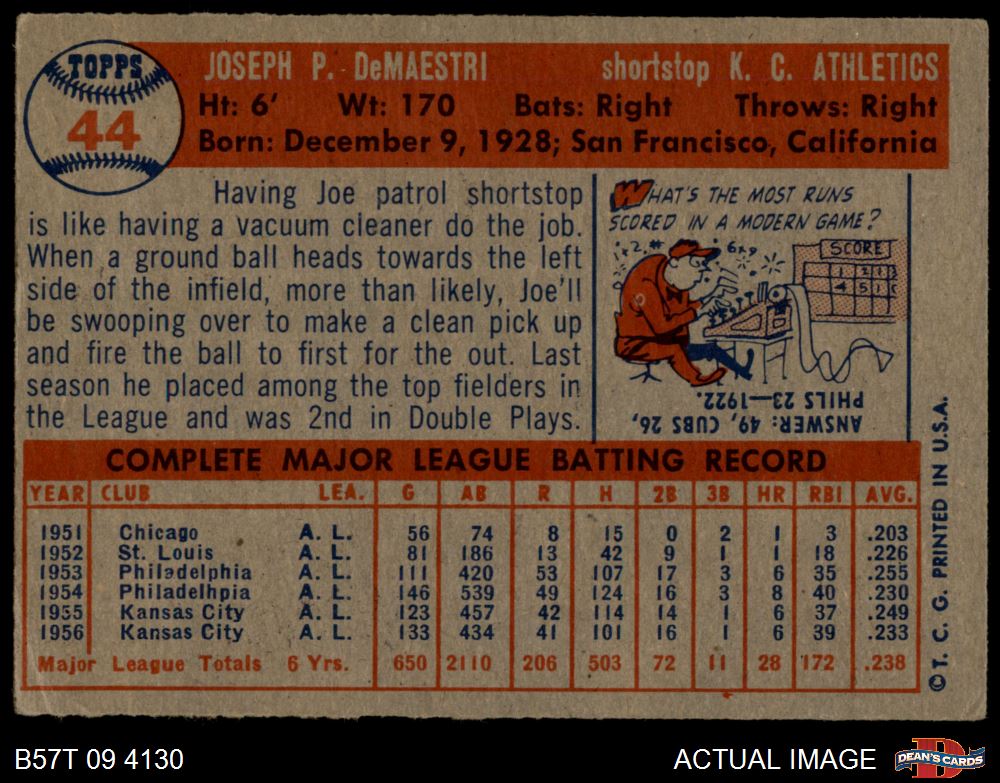 TOPPS
44
JOSEPH P. DeMAESTRI shortstop K. C. ATHLETICS
Ht: 6' Wt: 170 Bats: Right Throws: Right
Born: December 9, 1928; San Francisco, California
Having Joe patrol shortstop
is like having a vacuum cleaner do the job.
When a ground ball heads towards the left
side of the infield, more than likely, Joe'll
be swooping over to make a clean pick up
and fire the ball to first for the out. Last
season he placed among the top fielders in
the League and was 2nd in Double Plays.
WHAT'S THE MOST RUNS
SCORED IN A MODERN GAME?
SCORE
ANSWER: 49, CUBS 26,
PHILS 23—1922.
COMPLETE MAJOR LEAGUE BATTING RECORD
YEAR CLUB LEA. G AB R H 2B 3B HR RBI AVG.
1951 Chicago A. L. 56 74 8 15 0 2 1 3 .203
1952 St. Louis A. L. 81 186 13 42 9 1 1 18 .226
1953 Philadelphia A. L. 111 420 53 107 17 3 6 35 .255
1954 Philadelhpia A. L. 146 539 49 124 16 3 8 40 .230
1955 Kansas City A. L. 123 457 42 114 14 1 6 37 .249
1956 Kansas City A. L. 133 434 41 101 16 1 6 39 .233
Major League Totals 6 Yrs. 650 2110 206 503 72 11 28 172 .238
© T. C. G. PRINTED IN U.S.A.
B57T 09 4130
ACTUAL IMAGE
DEAN'S CARDS